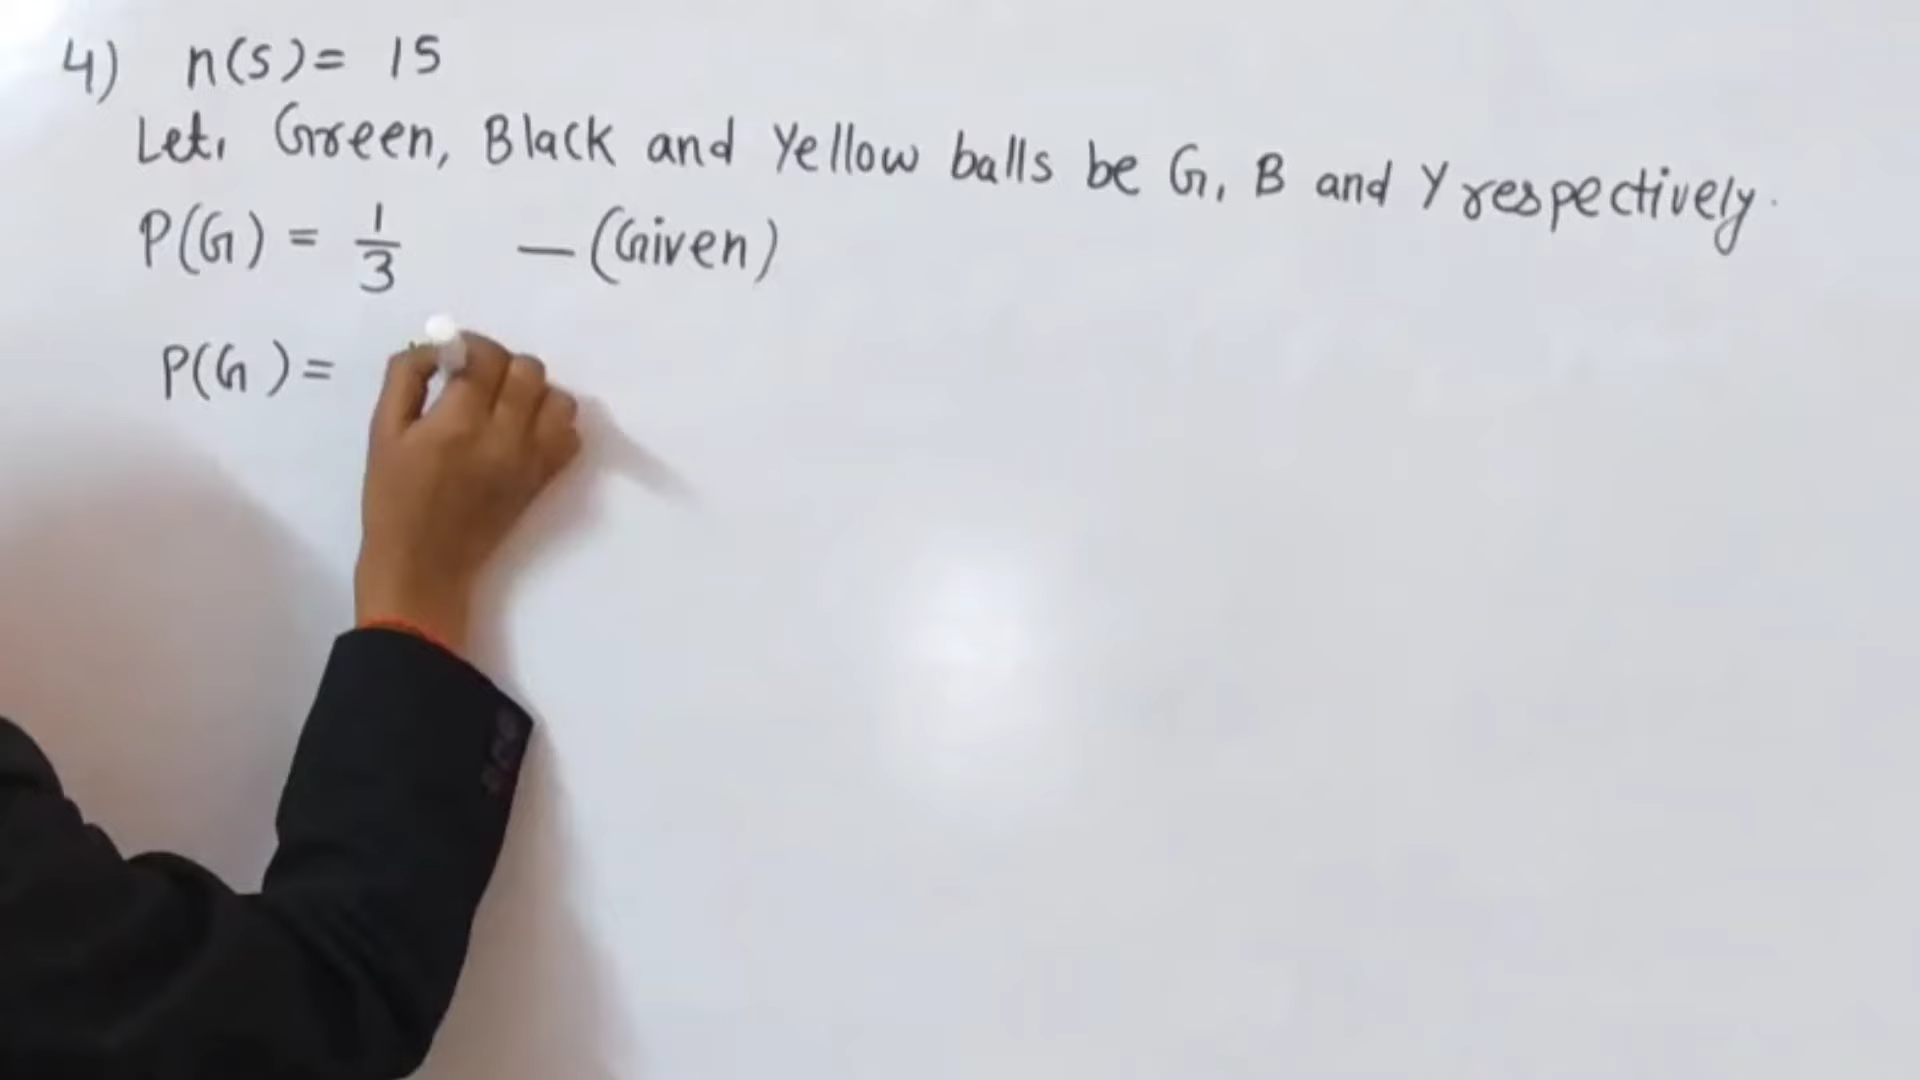 4) n(s) = 15
Let, Green, Black and Yellow balls be G, B and Y respectively.
P(G) = 1/3 — (Given)
P(G) =